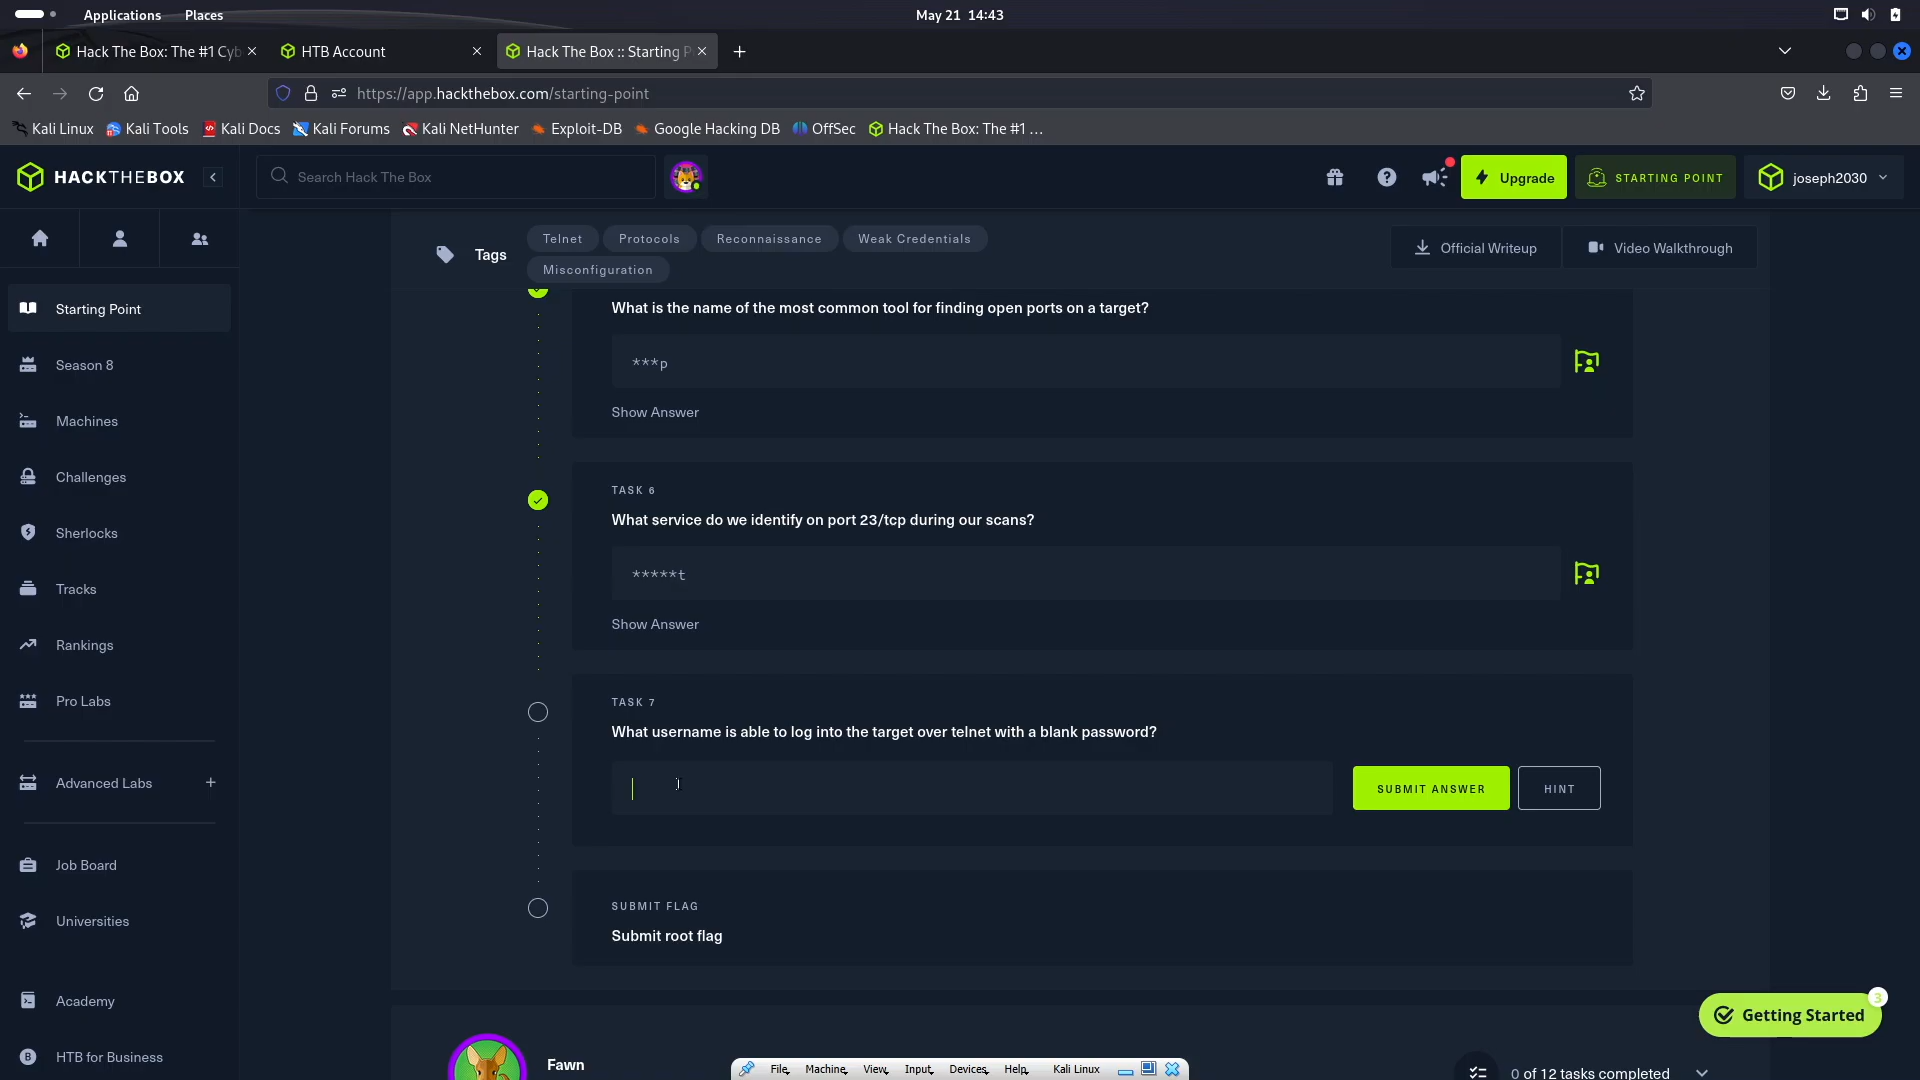 Applications Places May 21 14:43
Hack The Box: The #1 Cyb HTB Account Hack The Box :: Starting P
https://app.hackthebox.com/starting-point
Kali Linux Kali Tools Kali Docs Kali Forums Kali NetHunter Exploit-DB Google Hacking DB OffSec Hack The Box: The #1 …
HACKTHEBOX Search Hack The Box Upgrade STARTING POINT joseph2030
Tags
Telnet Protocols Reconnaissance Weak Credentials
Misconfiguration
Official Writeup Video Walkthrough
Starting Point
Season 8
Machines
Challenges
Sherlocks
Tracks
Rankings
Pro Labs
Advanced Labs
Job Board
Universities
Academy
HTB for Business
What is the name of the most common tool for finding open ports on a target?
***p
Show Answer
TASK 6
What service do we identify on port 23/tcp during our scans?
*****t
Show Answer
TASK 7
What username is able to log into the target over telnet with a blank password?
SUBMIT ANSWER HINT
SUBMIT FLAG
Submit root flag
3
Getting Started
Fawn
0 of 12 tasks completed
File Machine View Input Devices Help Kali Linux